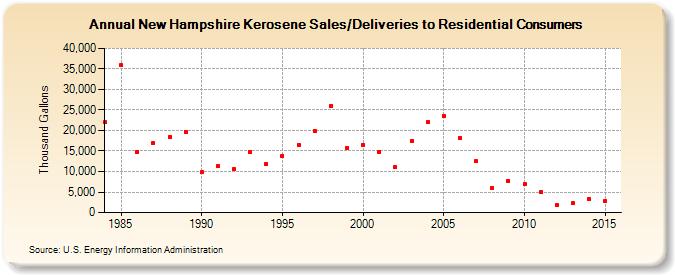 Annual New Hampshire Kerosene Sales/Deliveries to Residential Consumers
Thousand Gallons
40,000
35,000
30,000
25,000
20,000
15,000
10,000
5,000
0
1985 1990 1995 2000 2005 2010 2015
Source: U.S. Energy Information Administration